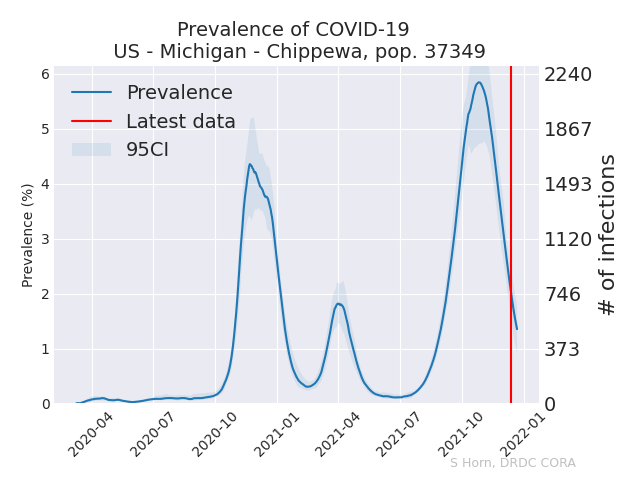 Prevalence of COVID-19
US - Michigan - Chippewa, pop. 37349
Prevalence
Latest data
95CI
Prevalence (%)
6
5
4
3
2
1
0
2240
1867
1493
1120
746
373
0
# of infections
2020-04
2020-07
2020-10
2021-01
2021-04
2021-07
2021-10
2022-01
S Horn, DRDC CORA